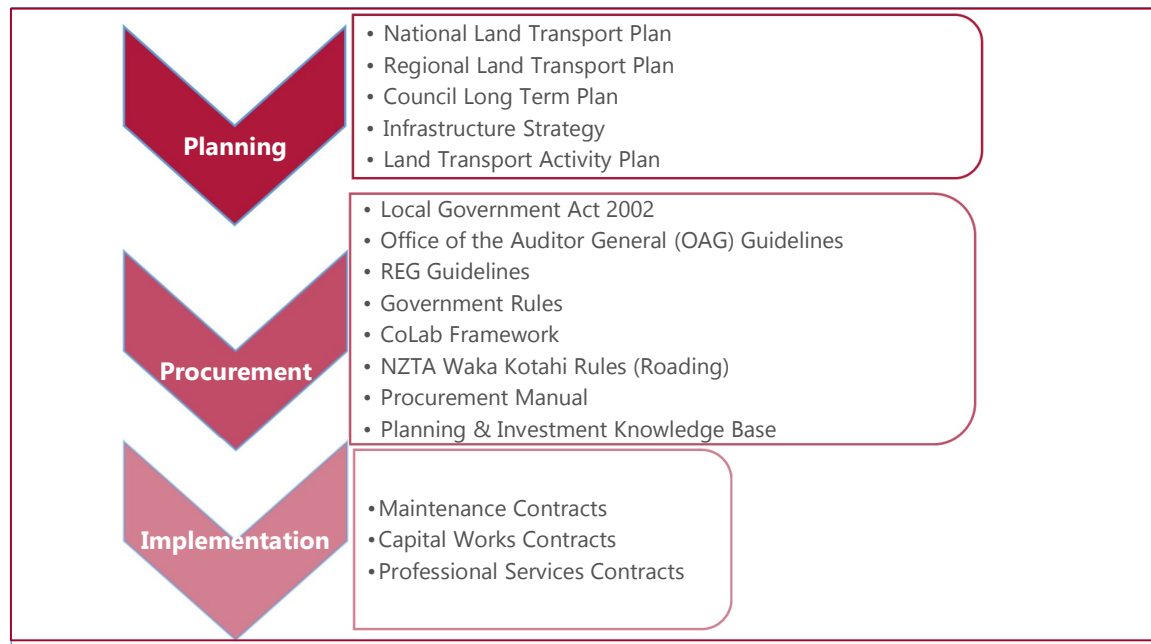 Planning
• National Land Transport Plan
• Regional Land Transport Plan
• Council Long Term Plan
• Infrastructure Strategy
• Land Transport Activity Plan
Procurement
• Local Government Act 2002
• Office of the Auditor General (OAG) Guidelines
• REG Guidelines
• Government Rules
• CoLab Framework
• NZTA Waka Kotahi Rules (Roading)
• Procurement Manual
• Planning & Investment Knowledge Base
Implementation
•Maintenance Contracts
•Capital Works Contracts
•Professional Services Contracts